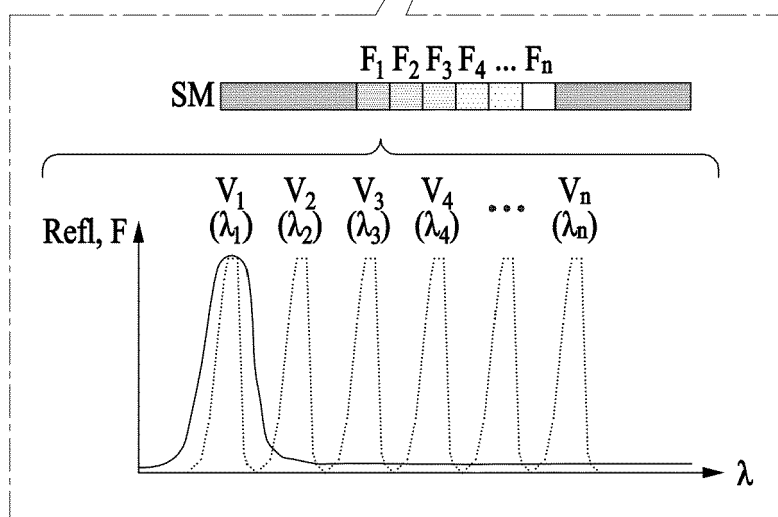 F₁ F₂ F₃ F₄ ... Fₙ
SM
V₁ V₂ V₃ V₄ ••• Vₙ
Refl, F (λ₁) (λ₂) (λ₃) (λ₄) (λₙ)
λ